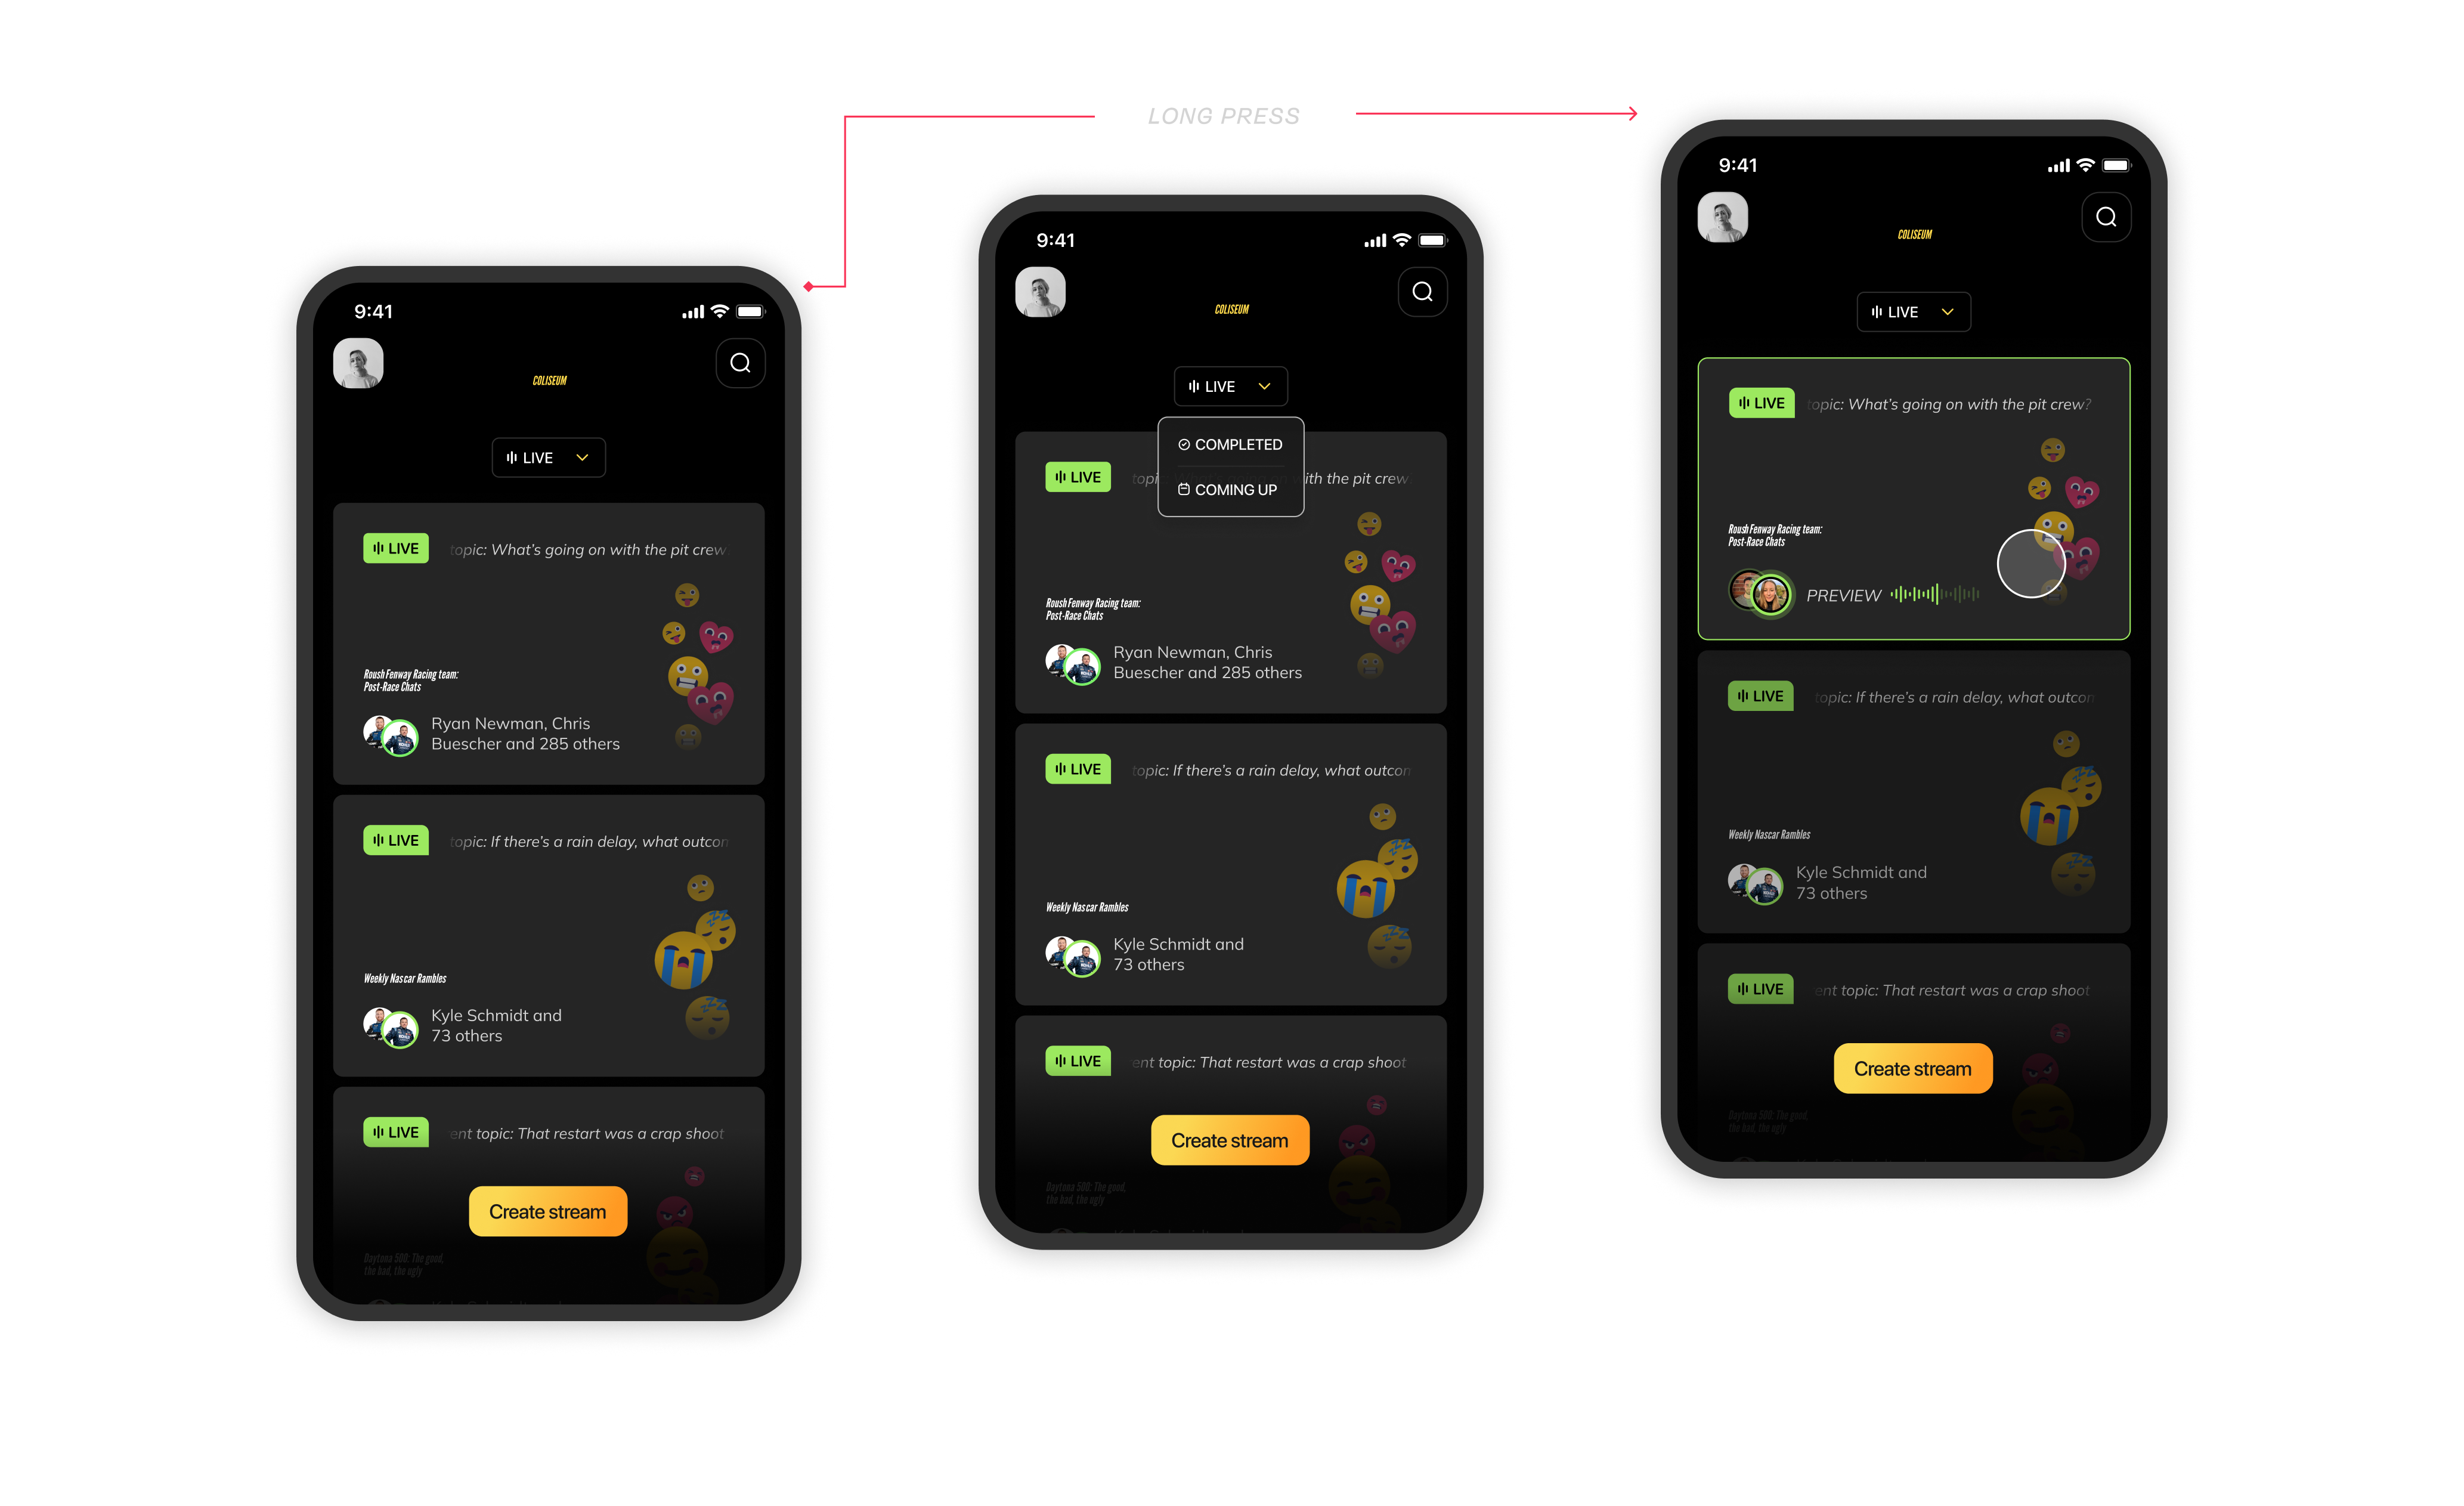 LONG PRESS
9:41
COLISEUM
LIVE
LIVE
topic: What's going on with the pit crew
Roush Fenway Racing team:
Post-Race Chats
Ryan Newman, Chris
Buescher and 285 others
LIVE
topic: If there's a rain delay, what outcom
Weekly Nascar Rambles
Kyle Schmidt and
73 others
LIVE
ent topic: That restart was a crap shoot
Create stream
Daytona 500: The good,
the bad, the ugly
9:41
COLISEUM
LIVE
COMPLETED
COMING UP
LIVE
topi
ith the pit crew
Roush Fenway Racing team:
Post-Race Chats
Ryan Newman, Chris
Buescher and 285 others
LIVE
topic: If there's a rain delay, what outcom
Weekly Nascar Rambles
Kyle Schmidt and
73 others
LIVE
ent topic: That restart was a crap shoot
Create stream
Daytona 500: The good,
the bad, the ugly
9:41
COLISEUM
LIVE
LIVE
opic: What's going on with the pit crew?
Roush Fenway Racing team:
Post-Race Chats
PREVIEW
LIVE
topic: If there's a rain delay, what outcom
Weekly Nascar Rambles
Kyle Schmidt and
73 others
LIVE
ent topic: That restart was a crap shoot
Create stream
Daytona 500: The good,
the bad, the ugly